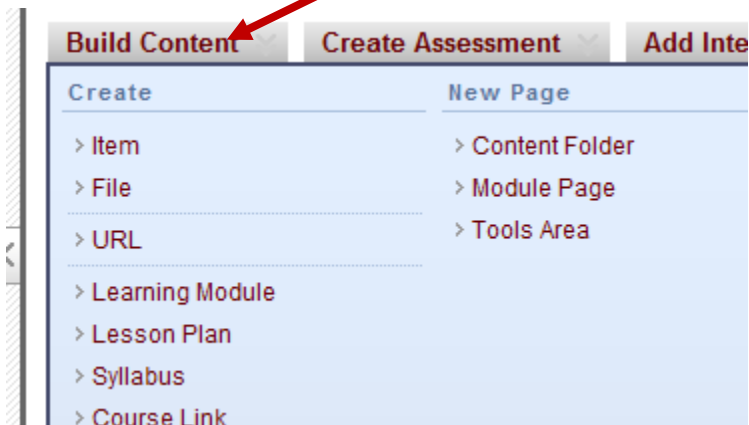 Build Content Create Assessment Add Inte
Create
New Page
> Item
> File
> URL
> Learning Module
> Lesson Plan
> Syllabus
> Course Link
> Content Folder
> Module Page
> Tools Area